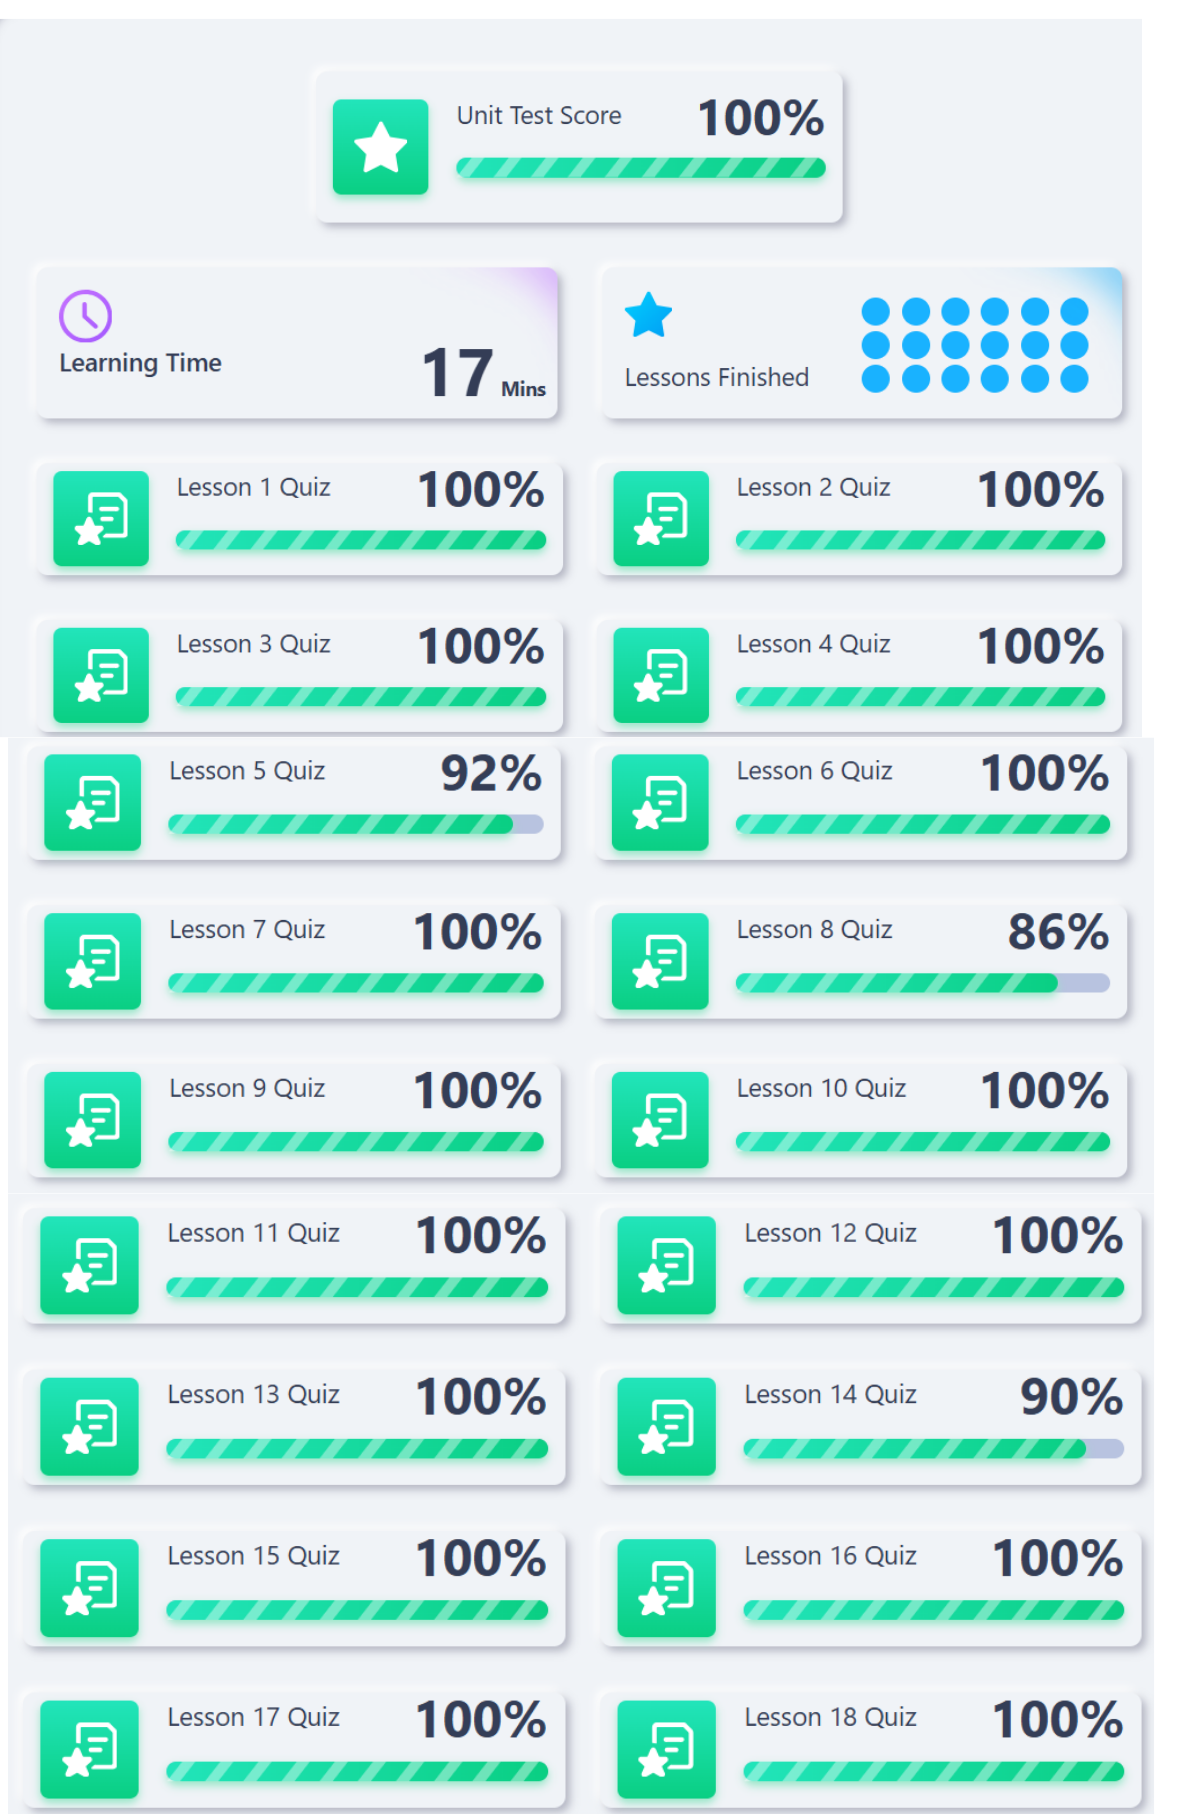 Unit Test Score 100%
Learning Time
17 Mins
Lessons Finished
Lesson 1 Quiz 100%
Lesson 2 Quiz 100%
Lesson 3 Quiz 100%
Lesson 4 Quiz 100%
Lesson 5 Quiz 92%
Lesson 6 Quiz 100%
Lesson 7 Quiz 100%
Lesson 8 Quiz 86%
Lesson 9 Quiz 100%
Lesson 10 Quiz 100%
Lesson 11 Quiz 100%
Lesson 12 Quiz 100%
Lesson 13 Quiz 100%
Lesson 14 Quiz 90%
Lesson 15 Quiz 100%
Lesson 16 Quiz 100%
Lesson 17 Quiz 100%
Lesson 18 Quiz 100%